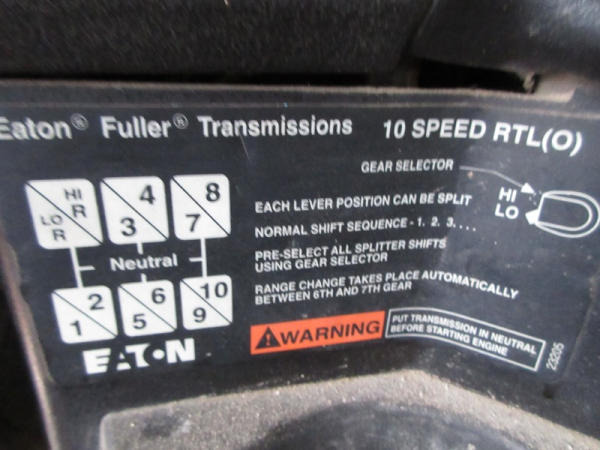 Eaton® Fuller® Transmissions 10 SPEED RTL(O)
GEAR SELECTOR
HI
LO
HI
R
LO
R
4
3
8
7
Neutral
2
1
6
5
10
9
EACH LEVER POSITION CAN BE SPLIT
NORMAL SHIFT SEQUENCE - 1. 2. 3. . . .
PRE-SELECT ALL SPLITTER SHIFTS
USING GEAR SELECTOR
RANGE CHANGE TAKES PLACE AUTOMATICALLY
BETWEEN 6TH AND 7TH GEAR
EATON
WARNING
PUT TRANSMISSION IN NEUTRAL
BEFORE STARTING ENGINE
23205